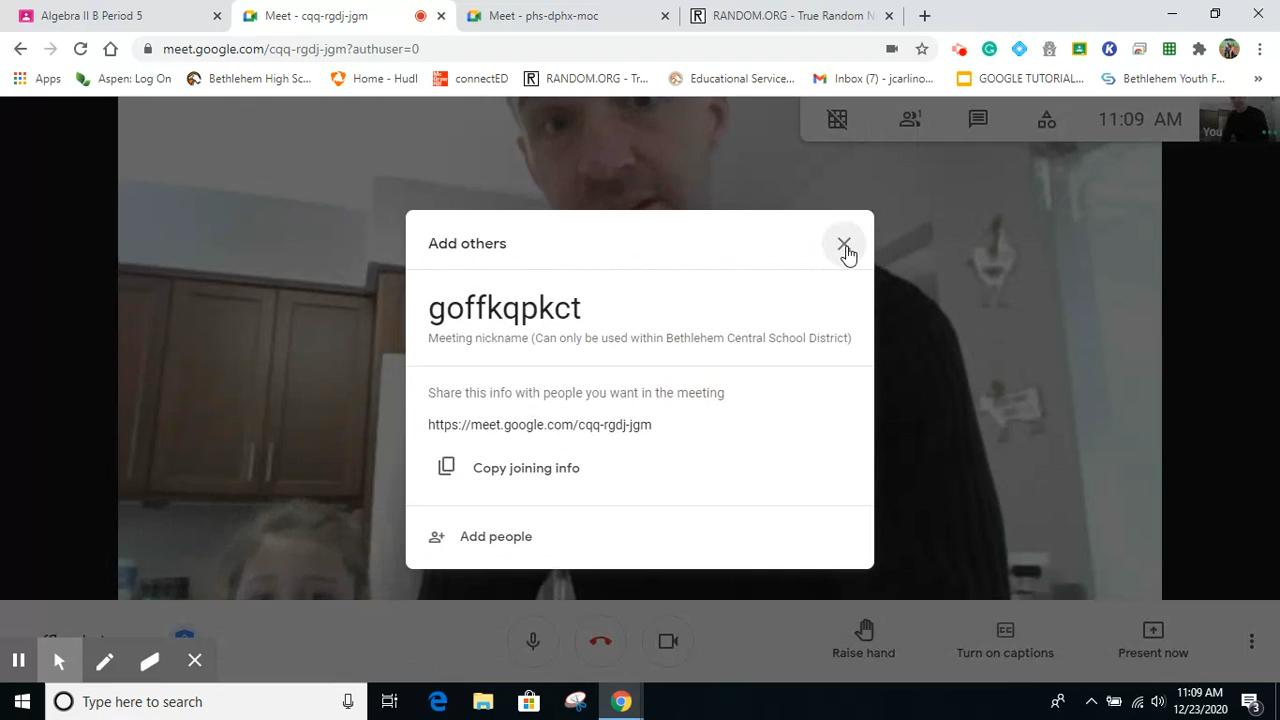 Algebra II B Period 5
Meet - cqq-rgdj-jgm
Meet - phs-dphx-moc
RANDOM.ORG - True Random N
meet.google.com/cqq-rgdj-jgm?authuser=0
Apps
Aspen: Log On
Bethlehem High Sc...
Home - Hudl
connectED
RANDOM.ORG - Tr...
Educational Service...
Inbox (7) - jcarlino...
GOOGLE TUTORIAL...
Bethlehem Youth F...
1
11:09 AM
You
Add others
goffkqpkct
Meeting nickname (Can only be used within Bethlehem Central School District)
Share this info with people you want in the meeting
https://meet.google.com/cqq-rgdj-jgm
Copy joining info
Add people
Raise hand
Turn on captions
Present now
Type here to search
11:09 AM
12/23/2020
3